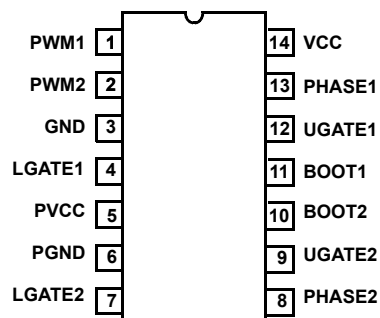 PWM1 1 14 VCC
PWM2 2 13 PHASE1
GND 3 12 UGATE1
LGATE1 4 11 BOOT1
PVCC 5 10 BOOT2
PGND 6 9 UGATE2
LGATE2 7 8 PHASE2